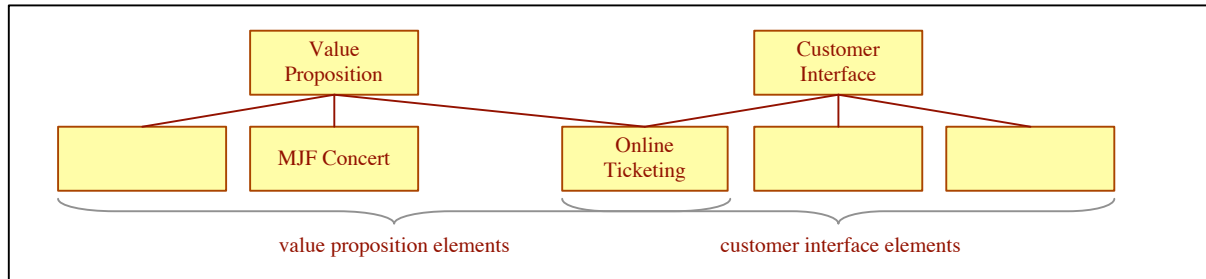 Value
Proposition
Customer
Interface
MJF Concert
Online
Ticketing
value proposition elements
customer interface elements